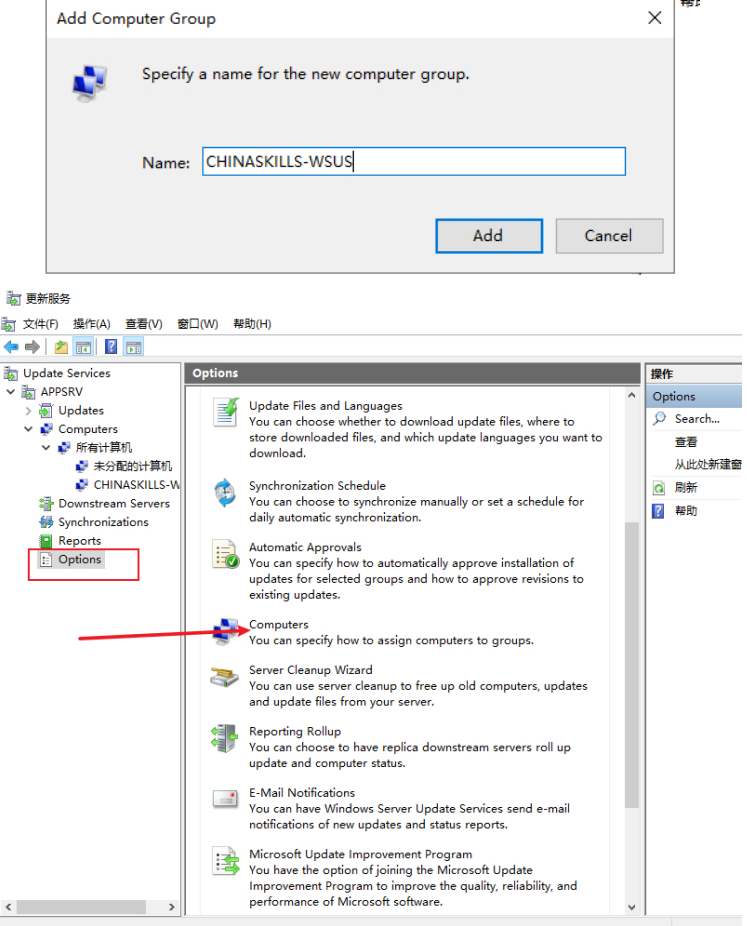 Add Computer Group
Specify a name for the new computer group.
Name: CHINASKILLS-WSUS
Add Cancel
更新服务
文件(F) 操作(A) 查看(V) 窗口(W) 帮助(H)
Update Services
APPSRV
Updates
Computers
所有计算机
未分配的计算机
CHINASKILLS-W
Downstream Servers
Synchronizations
Reports
Options
Options
Update Files and Languages
You can choose whether to download update files, where to
store downloaded files, and which update languages you want to
download.
Synchronization Schedule
You can choose to synchronize manually or set a schedule for
daily automatic synchronization.
Automatic Approvals
You can specify how to automatically approve installation of
updates for selected groups and how to approve revisions to
existing updates.
Computers
You can specify how to assign computers to groups.
Server Cleanup Wizard
You can use server cleanup to free up old computers, updates
and update files from your server.
Reporting Rollup
You can choose to have replica downstream servers roll up
update and computer status.
E-Mail Notifications
You can have Windows Server Update Services send e-mail
notifications of new updates and status reports.
Microsoft Update Improvement Program
You have the option of joining the Microsoft Update
Improvement Program to improve the quality, reliability, and
performance of Microsoft software.
操作
Options
Search...
查看
从此处新建窗
刷新
帮助